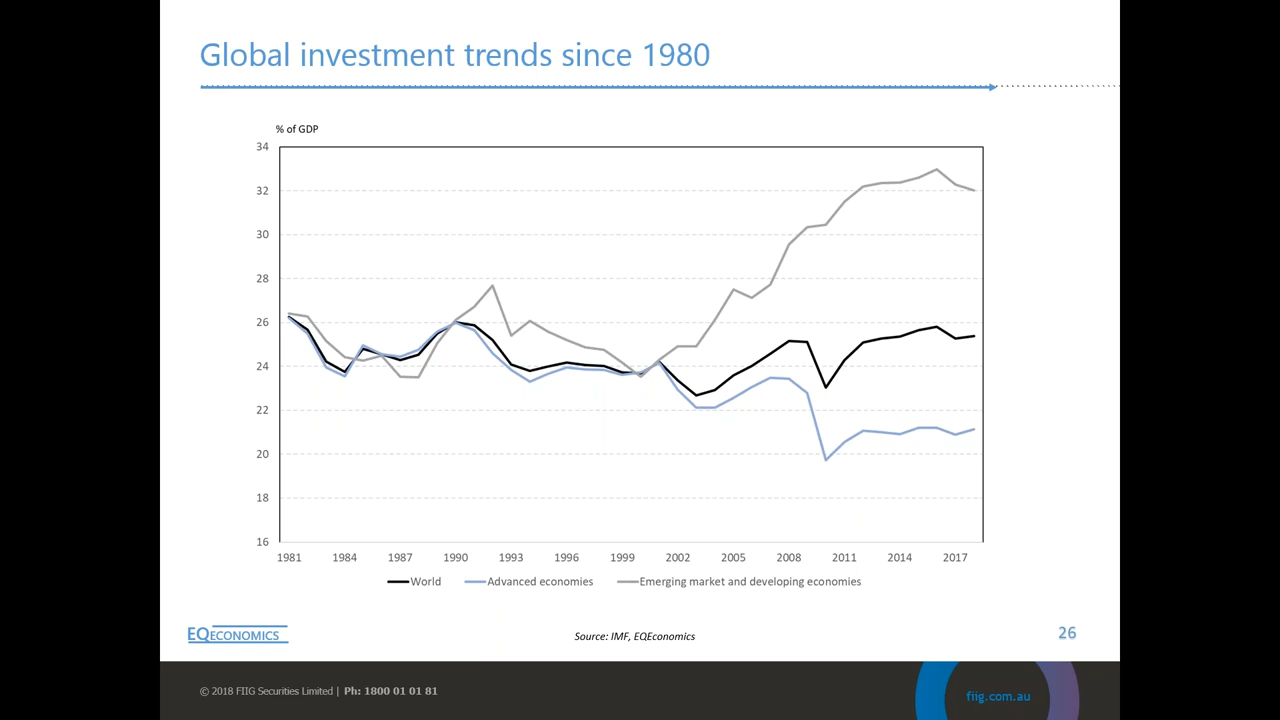 Global investment trends since 1980
% of GDP
34
32
30
28
26
24
22
20
18
16
1981 1984 1987 1990 1993 1996 1999 2002 2005 2008 2011 2014 2017
World Advanced economies Emerging market and developing economies
EQECONOMICS
Source: IMF, EQEconomics
26
© 2018 FIIG Securities Limited | Ph: 1800 01 01 81
fiig.com.au